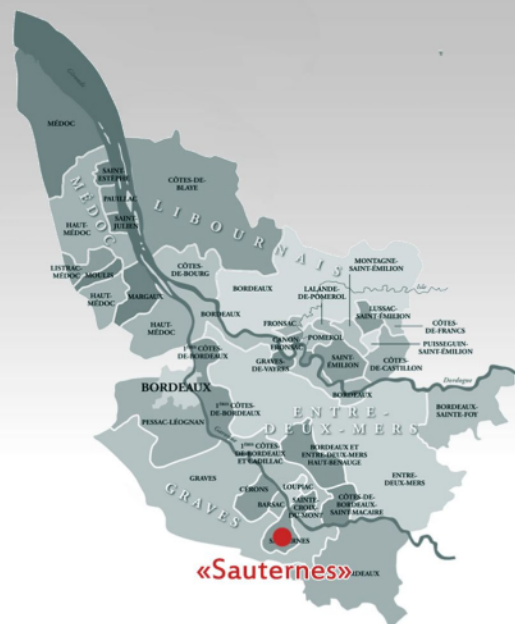 Gironde
MÉDOC
SAINT-
ESTÈPHE
PAUILLAC
SAINT-
JULIEN
MÉDOC
HAUT-
MÉDOC
LISTRAC-
MÉDOC
MOULIS
HAUT-
MÉDOC
MARGAUX
HAUT-
MÉDOC
CÔTES-
DE-BLAYE
LIBOURNAIS
CÔTES-
DE-BOURG
BORDEAUX
MONTAGNE-
SAINT-ÉMILION
LALANDE-
DE-POMEROL
Isle
LUSSAC-
SAINT-ÉMILION
CÔTES-
DE-FRANCS
PUISSEGUIN-
SAINT-ÉMILION
BORDEAUX
FRONSAC
CANON-
FRONSAC
POMEROL
SAINT-
ÉMILION
CÔTES-
DE-CASTILLON
GRAVES-
DE-VAYRES
1ÈRES CÔTES-
DE-BORDEAUX
BORDEAUX
Dordogne
BORDEAUX
BORDEAUX-
SAINTE-FOY
PESSAC-LÉOGNAN
1ÈRES CÔTES-
DE-BORDEAUX
ENTRE-
DEUX-MERS
1ÈRES CÔTES-
DE-BORDEAUX
ET CADILLAC
BORDEAUX ET
ENTRE-DEUX-MERS
HAUT-BENAUGE
ENTRE-
DEUX-MERS
GRAVES
GRAVES
CÉRONS
LOUPIAC
BARSAC
SAINTE-
CROIX-
DU-MONT
CÔTES-DE-
BORDEAUX-
SAINT-MACAIRE
«Sauternes»